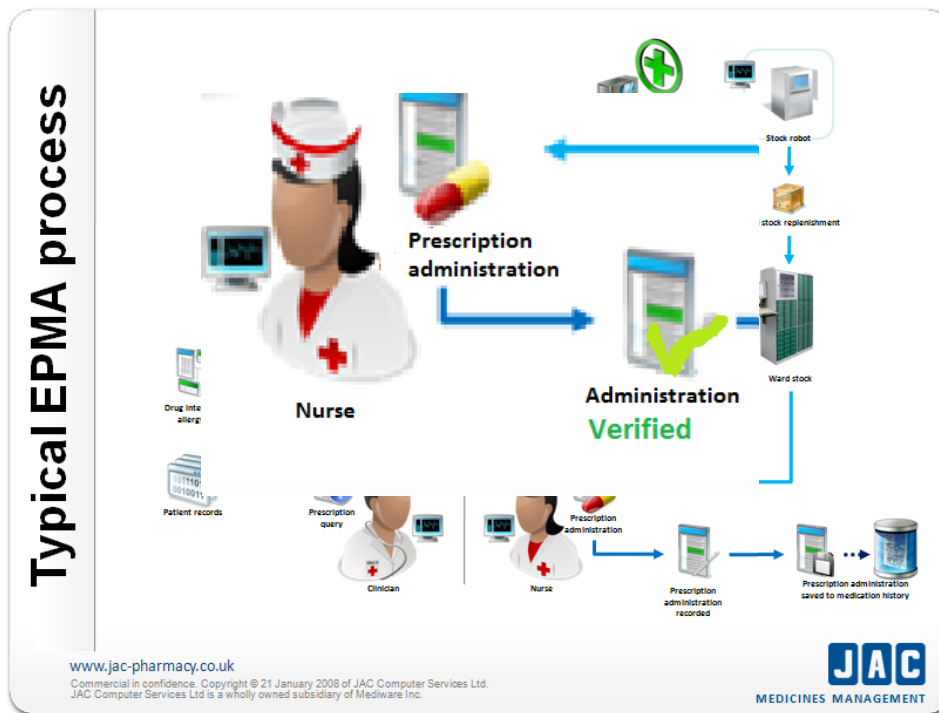 Typical EPMA process
Stock robot
stock replenishment
Prescription
administration
Nurse
Administration
Verified
Ward stock
Drug Inte
allerg
Patient records
Prescription
query
Clinician
Prescription
administration
Nurse
Prescription
administration
recorded
Prescription administration
saved to medication history
www.jac-pharmacy.co.uk
Commercial in confidence. Copyright © 21 January 2008 of JAC Computer Services Ltd.
JAC Computer Services Ltd is a wholly owned subsidiary of Mediware Inc.
JAC
MEDICINES MANAGEMENT